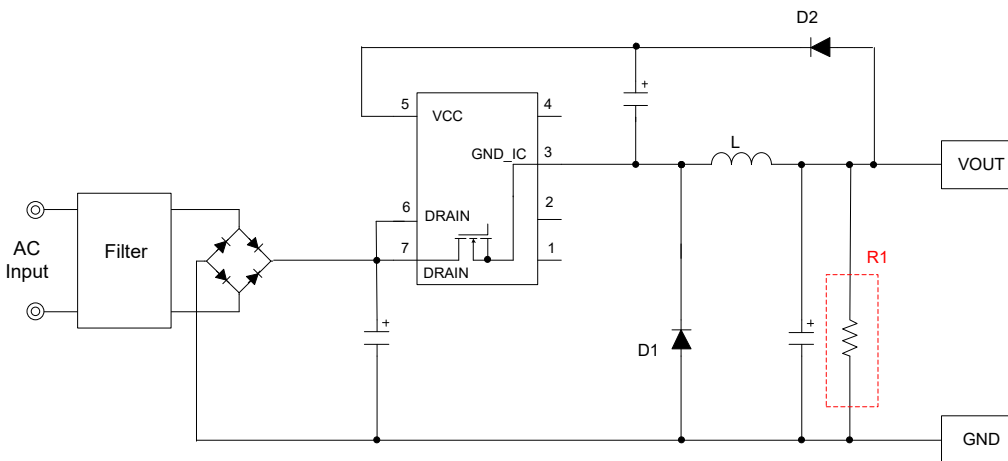 D2
5
VCC
4
+
GND_IC
3
L
VOUT
6
DRAIN
2
AC
Input
Filter
7
DRAIN
1
R1
+
+
D1
GND